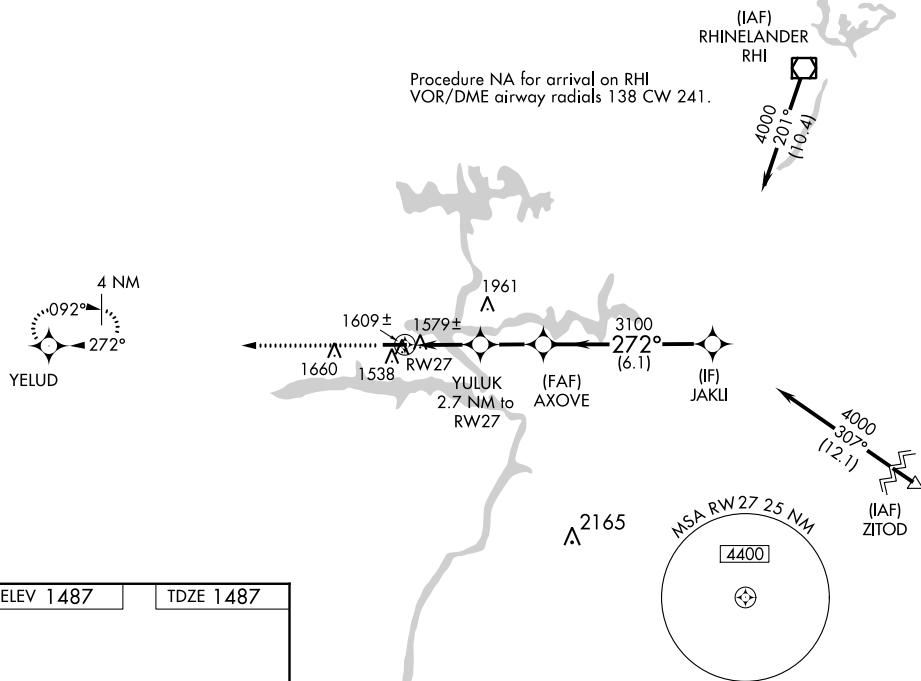 (IAF)
RHINELANDER
RHI
Procedure NA for arrival on RHI
VOR/DME airway radials 138 CW 241.
4000
201°
(10.4)
4 NM
092°
272°
YELUD
1961
1609±
1579±
1660
1538
RW27
YULUK
2.7 NM to
RW27
(FAF)
AXOVE
3100
272°
(6.1)
(IF)
JAKLI
4000
307°
(12.1)
(IAF)
ZITOD
2165
MSA RW27 25 NM
4400
ELEV 1487
TDZE 1487